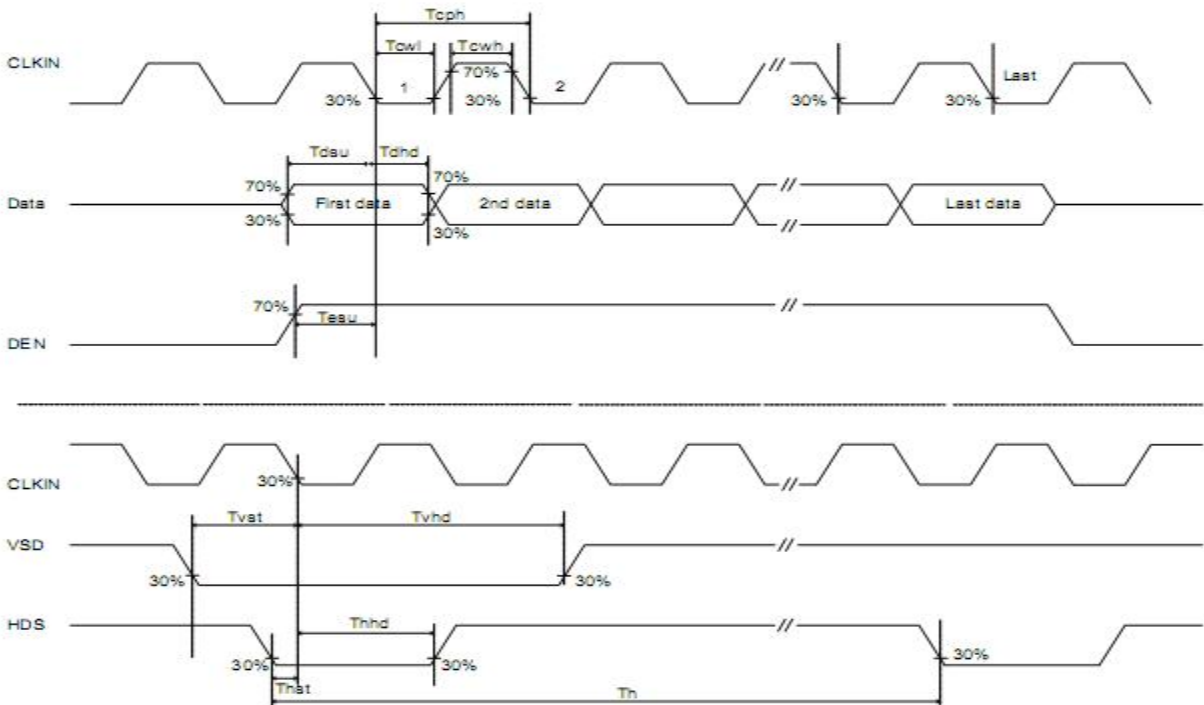 Tcph
Tcwl Tcwh
CLKIN
70%
30% 1 30% 2 // 30% 30% Last
Tdsu Tdhd
70% 70%
Data First data 2nd data // Last data
30% 30%
70% //
Tesu
DEN
CLKIN 30% //
Tvst Tvhd
VSD //
30% 30%
HDS Thhd //
30% 30% 30%
Thst
Th